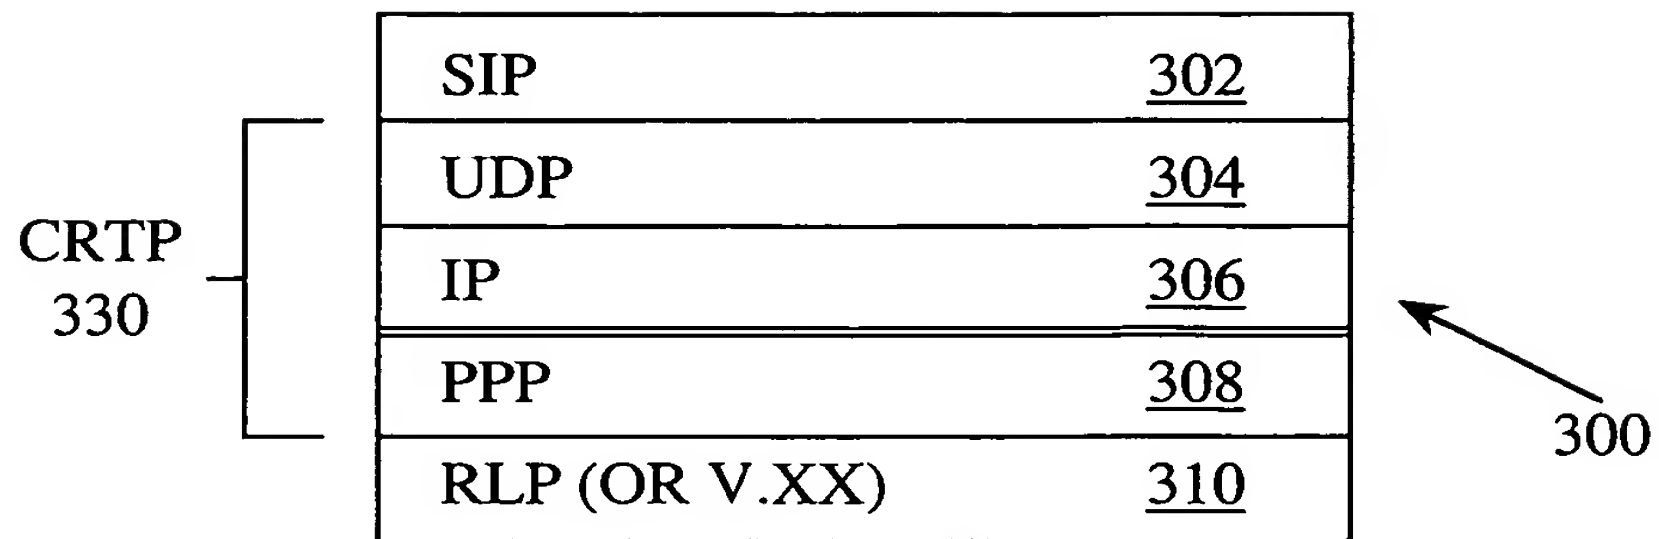 SIP 302
UDP 304
CRTP
330
IP 306
PPP 308
300
RLP (OR V.XX) 310